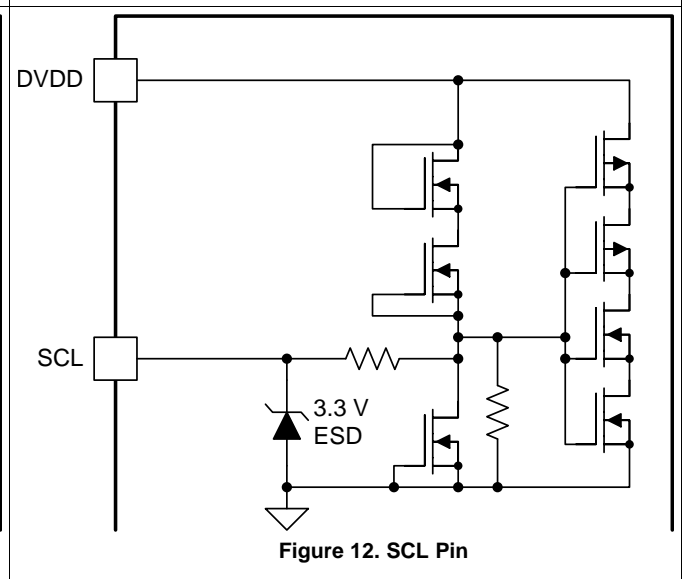 DVDD
SCL
3.3 V
ESD
Figure 12. SCL Pin